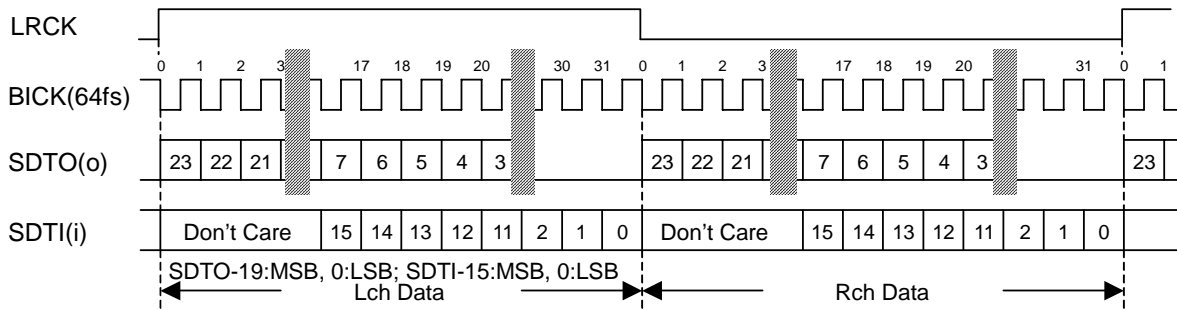 LRCK
0 1 2 3 17 18 19 20 30 31 0 1 2 3 17 18 19 20 31 0 1
BICK(64fs)
SDTO(o) 23 22 21 7 6 5 4 3 23 22 21 7 6 5 4 3 23
SDTI(i) Don't Care 15 14 13 12 11 2 1 0 Don't Care 15 14 13 12 11 2 1 0
SDTO-19:MSB, 0:LSB; SDTI-15:MSB, 0:LSB
Lch Data Rch Data